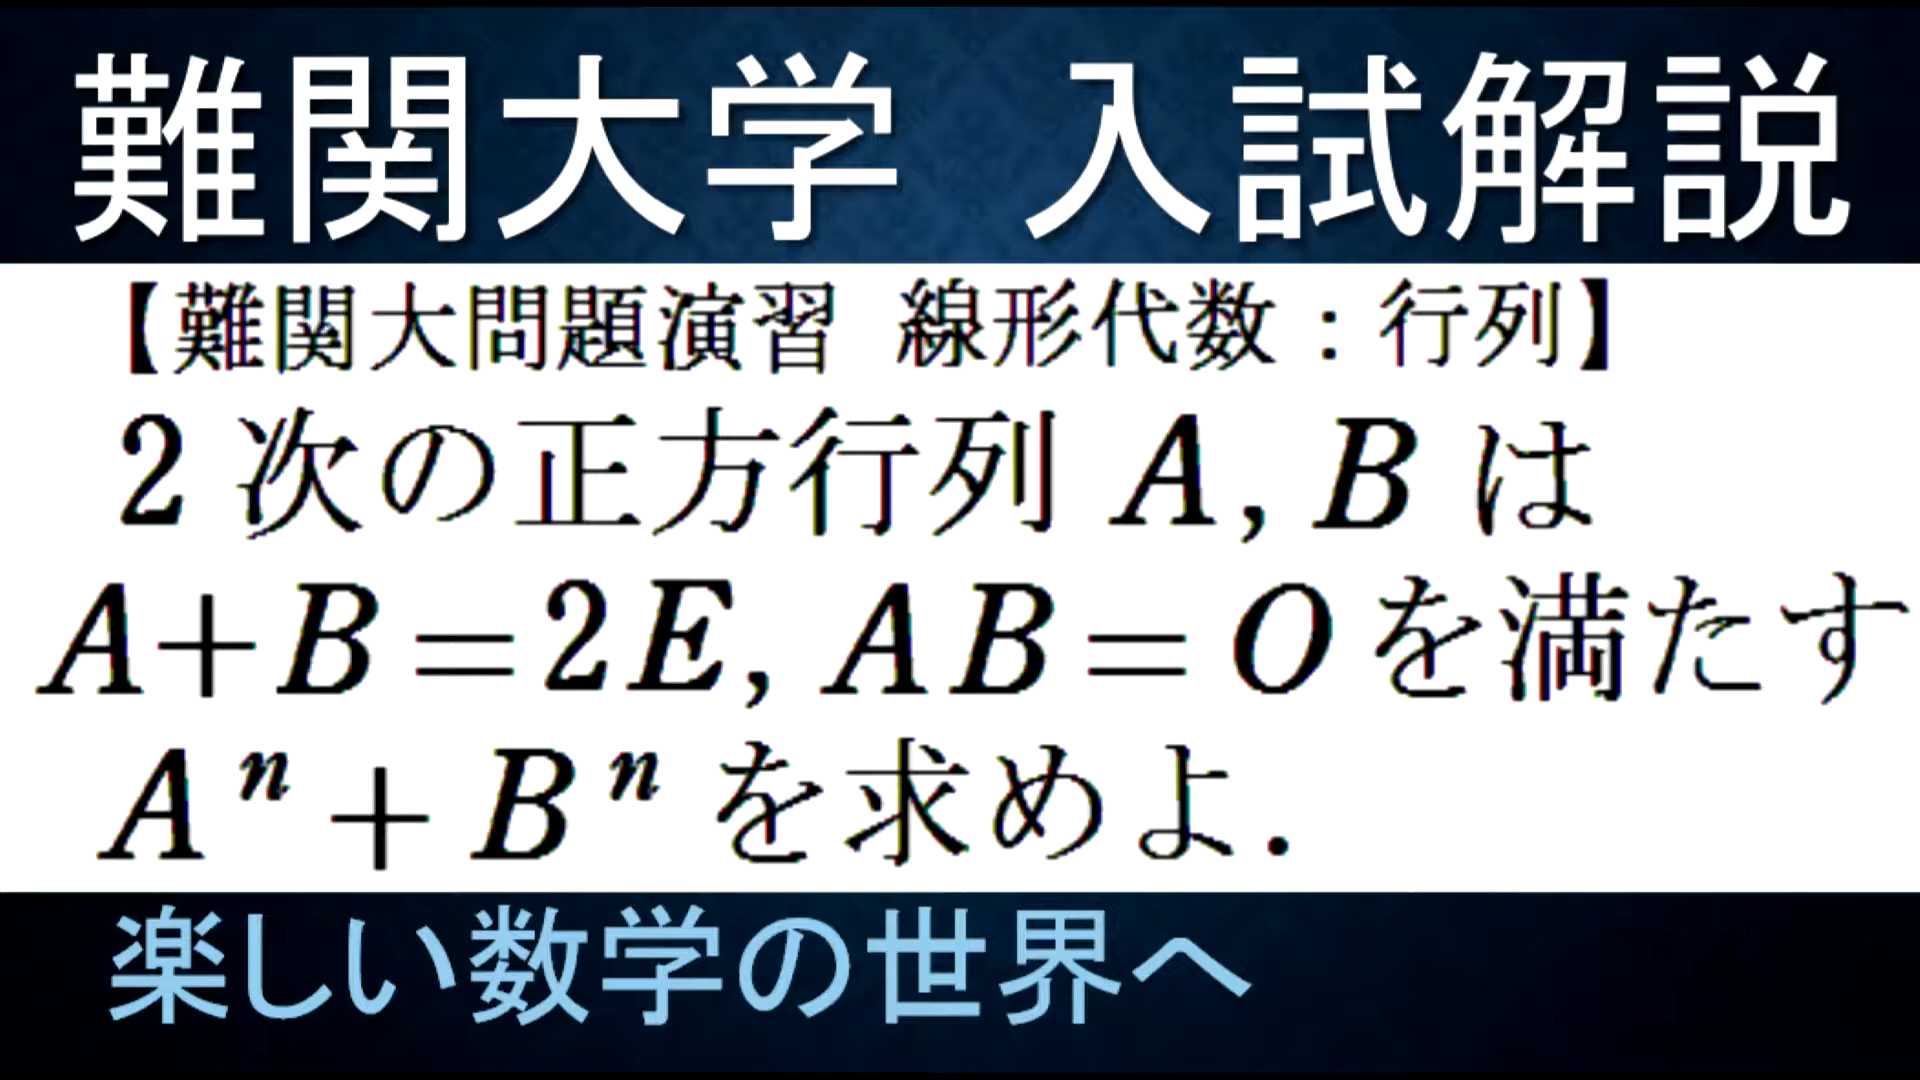 難関大学 入試解説
【難関大問題演習 線形代数:行列】
2 次の正方行列 A, B は
A+B=2E, AB=O を満たす
Aⁿ+Bⁿ を求めよ.
楽しい数学の世界へ